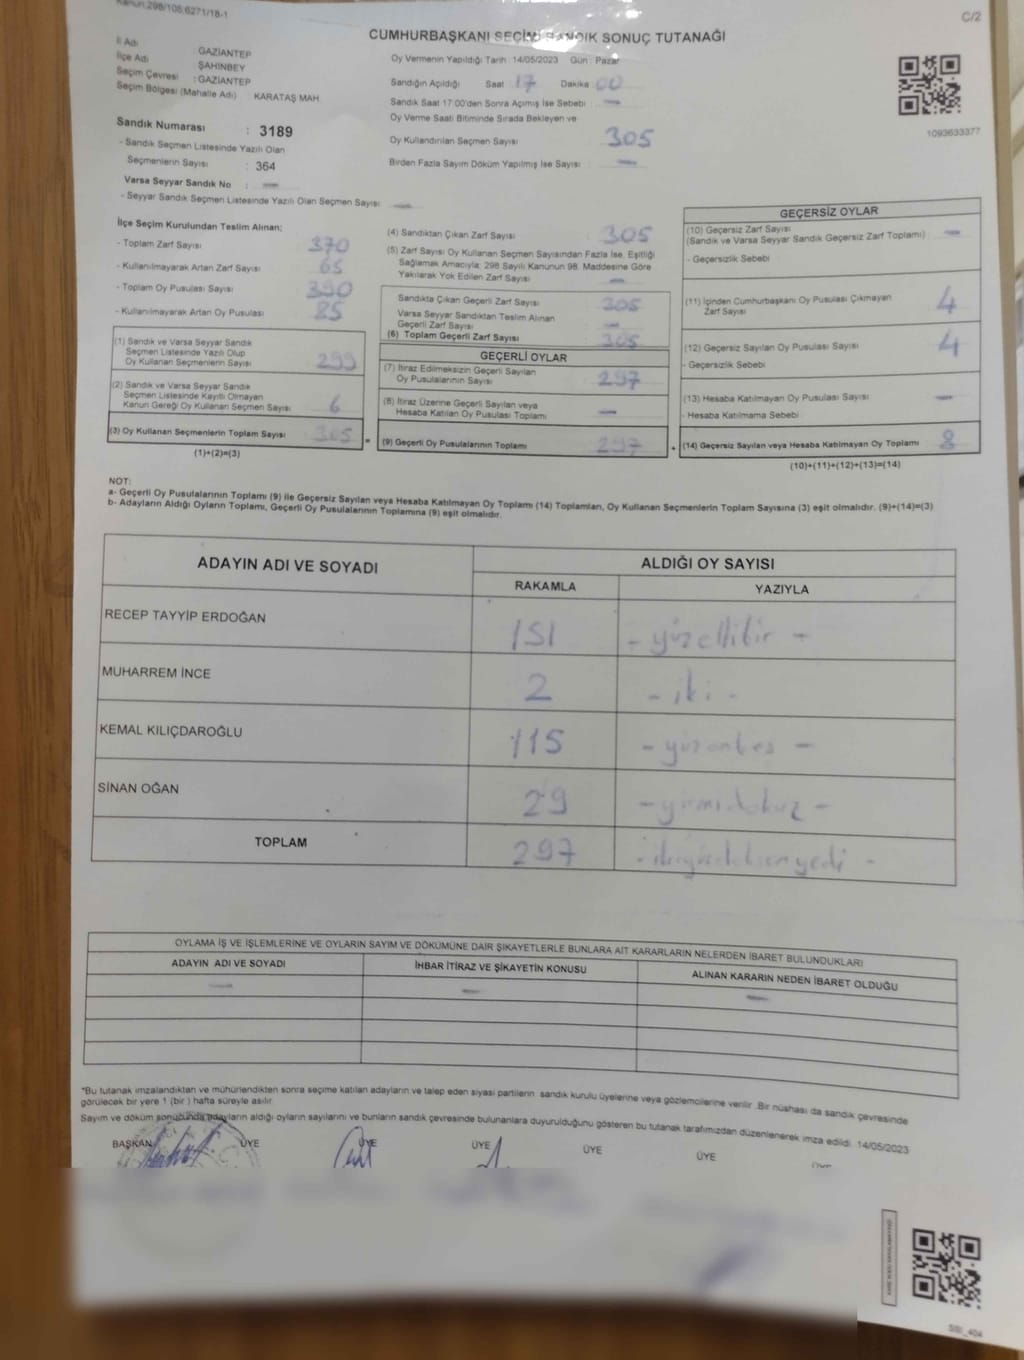 Kanun:298/105:6271/18-1
C/2
CUMHURBAŞKANI SEÇİMİ SANDIK SONUÇ TUTANAĞI
İl Adı GAZİANTEP
İlçe Adı ŞAHİNBEY
Seçim Çevresi : GAZİANTEP
Seçim Bölgesi (Mahalle Adı) KARATAŞ MAH
Oy Vermenin Yapıldığı Tarih 14/05/2023 Gün : Pazar
Sandığın Açıldığı Saat 17 Dakika 00
Sandık Saat 17:00'den Sonra Açımış İse Sebebi —
Oy Verme Saati Bitiminde Sırada Bekleyen ve
Oy Kullandırılan Seçmen Sayısı 305
Birden Fazla Sayım Döküm Yapılmış İse Sayısı —
1093633377
Sandık Numarası : 3189
- Sandık Seçmen Listesinde Yazılı Olan
Seçmenlerin Sayısı : 364
Varsa Seyyar Sandık No : —
- Seyyar Sandık Seçmen Listesinde Yazılı Olan Seçmen Sayısı —
İlçe Seçim Kurulundan Teslim Alınan;
- Toplam Zarf Sayısı 370
- Kullanılmayarak Artan Zarf Sayısı 65
- Toplam Oy Pusulası Sayısı 390
- Kullanılmayarak Artan Oy Pusulası 85
(1) Sandık ve Varsa Seyyar Sandık
Seçmen Listesinde Yazılı Olup
Oy Kullanan Seçmenlerin Sayısı 299
(2) Sandık ve Varsa Seyyar Sandık
Seçmen Listesinde Kayıtlı Olmayan
Kanun Gereği Oy Kullanan Seçmen Sayısı 6
(3) Oy Kullanan Seçmenlerin Toplam Sayısı 305 =
(1)+(2)=(3)
(4) Sandıktan Çıkan Zarf Sayısı 305
(5) Zarf Sayısı Oy Kullanan Seçmen Sayısından Fazla İse, Eşitliği
Sağlamak Amacıyla; 298 Sayılı Kanunun 98. Maddesine Göre
Yakılarak Yok Edilen Zarf Sayısı —
Sandıkta Çıkan Geçerli Zarf Sayısı 305
Varsa Seyyar Sandıktan Teslim Alınan
Geçerli Zarf Sayısı —
(6) Toplam Geçerli Zarf Sayısı 305
GEÇERLİ OYLAR
(7) İtiraz Edilmeksizin Geçerli Sayılan
Oy Pusulalarının Sayısı 297
(8) İtiraz Üzerine Geçerli Sayılan veya
Hesaba Katılan Oy Pusulası Toplamı —
(9) Geçerli Oy Pusulalarının Toplamı 297 +
GEÇERSİZ OYLAR
(10) Geçersiz Zarf Sayısı
(Sandık ve Varsa Seyyar Sandık Geçersiz Zarf Toplamı) —
- Geçersizlik Sebebi
(11) İçinden Cumhurbaşkanı Oy Pusulası Çıkmayan
Zarf Sayısı 4
(12) Geçersiz Sayılan Oy Pusulası Sayısı 4
- Geçersizlik Sebebi
(13) Hesaba Katılmayan Oy Pusulası Sayısı —
- Hesaba Katılmama Sebebi
(14) Geçersiz Sayılan veya Hesaba Katılmayan Oy Toplamı 8
(10)+(11)+(12)+(13)=(14)
NOT:
a- Geçerli Oy Pusulalarının Toplamı (9) ile Geçersiz Sayılan veya Hesaba Katılmayan Oy Toplamı (14) Toplamları, Oy Kullanan Seçmenlerin Toplam Sayısına (3) eşit olmalıdır. (9)+(14)=(3)
b- Adayların Aldığı Oyların Toplamı, Geçerli Oy Pusulalarının Toplamına (9) eşit olmalıdır.
ADAYIN ADI VE SOYADI ALDIĞI OY SAYISI
RAKAMLA YAZIYLA
RECEP TAYYİP ERDOĞAN 151 - yüzellibir -
MUHARREM İNCE 2 - iki -
KEMAL KILIÇDAROĞLU 115 - yüzonbeş -
SİNAN OĞAN 29 - yirmidokuz -
TOPLAM 297 - ikiyüzdoksanyedi -
OYLAMA İŞ VE İŞLEMLERİNE VE OYLARIN SAYIM VE DÖKÜMÜNE DAİR ŞİKAYETLERLE BUNLARA AİT KARARLARIN NELERDEN İBARET BULUNDUKLARI
ADAYIN ADI VE SOYADI İHBAR İTİRAZ VE ŞİKAYETİN KONUSU ALINAN KARARIN NEDEN İBARET OLDUĞU
— — —
*Bu tutanak imzalandıktan ve mühürlendikten sonra seçime katılan adayların ve talep eden siyasi partilerin sandık kurulu üyelerine veya gözlemcilerine verilir. Bir nüshası da sandık çevresinde
görülecek bir yere 1 (bir ) hafta süreyle asılır.
Sayım ve döküm sonucunda adayların aldığı oyların sayılarını ve bunların sandık çevresinde bulunanlara duyurulduğunu gösteren bu tutanak tarafımızdan düzenlenerek imza edildi. 14/05/2023
BAŞKAN ÜYE ÜYE ÜYE ÜYE ÜYE
SSI_404